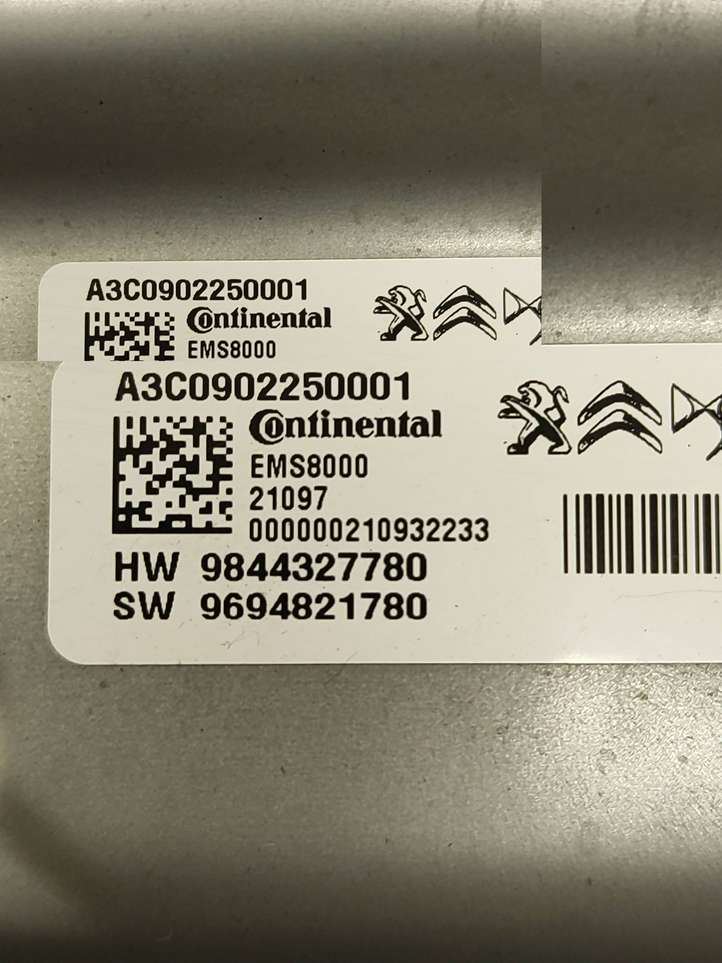 A3C0902250001
Continental
EMS8000
A3C0902250001
Continental
EMS8000
21097
000000210932233
HW 9844327780
SW 9694821780